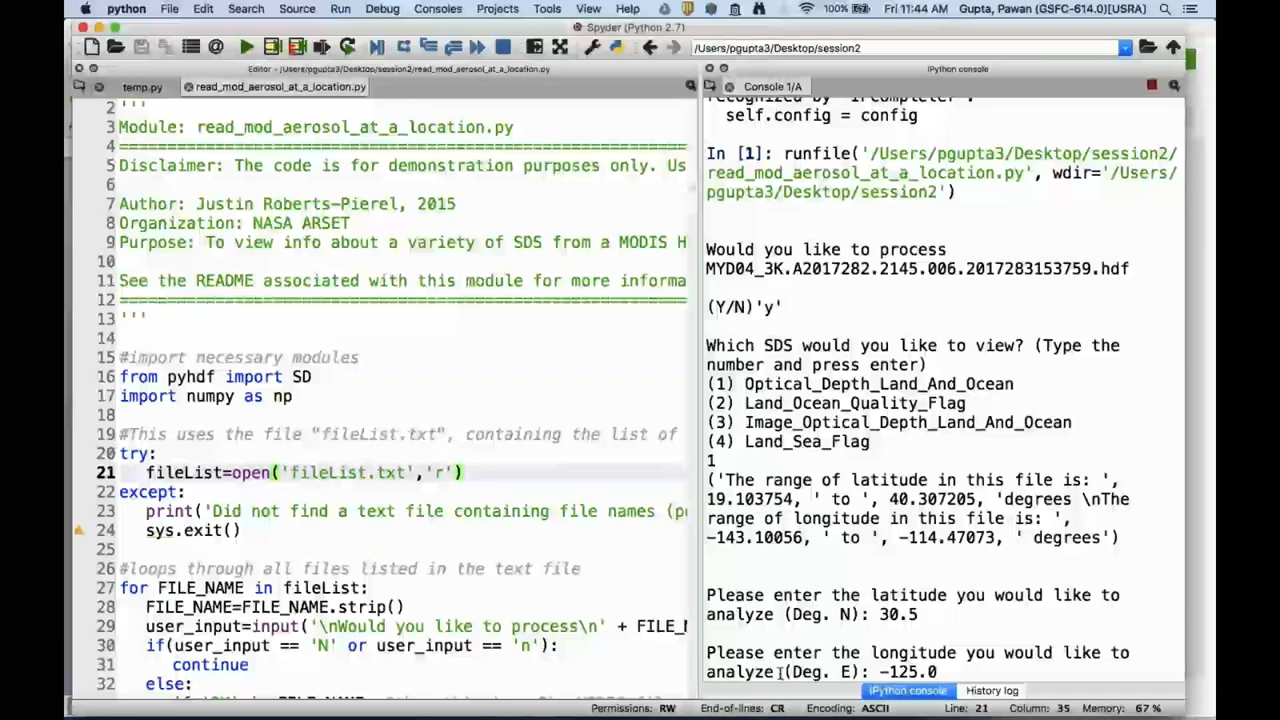 python File Edit Search Source Run Debug Consoles Projects Tools View Help 100% Fri 11:44 AM Gupta, Pawan (GSFC-614.0)[USRA)
Spyder (Python 2.7)
/Users/pgupta3/Desktop/session2
Editor - /Users/pgupta3/Desktop/session2/read_mod_aerosol_at_a_location.py
IPython console
temp.py read_mod_aerosol_at_a_location.py
Console 1/A
2 '''
3 Module: read_mod_aerosol_at_a_location.py
4 ==========================================================
5 Disclaimer: The code is for demonstration purposes only. Us
6
7 Author: Justin Roberts-Pierel, 2015
8 Organization: NASA ARSET
9 Purpose: To view info about a variety of SDS from a MODIS H
10
11 See the README associated with this module for more informa
12 ==========================================================
13 '''
14
15 #import necessary modules
16 from pyhdf import SD
17 import numpy as np
18
19 #This uses the file "fileList.txt", containing the list of
20 try:
21 fileList=open('fileList.txt','r')
22 except:
23 print('Did not find a text file containing file names (pe
24 sys.exit()
25
26 #loops through all files listed in the text file
27 for FILE_NAME in fileList:
28 FILE_NAME=FILE_NAME.strip()
29 user_input=input('\nWould you like to process\n' + FILE_N
30 if(user_input == 'N' or user_input == 'n'):
31 continue
32 else:
self.config = config
In [1]: runfile('/Users/pgupta3/Desktop/session2/
read_mod_aerosol_at_a_location.py', wdir='/Users/
pgupta3/Desktop/session2')
Would you like to process
MYD04_3K.A2017282.2145.006.2017283153759.hdf
(Y/N)'y'
Which SDS would you like to view? (Type the
number and press enter)
(1) Optical_Depth_Land_And_Ocean
(2) Land_Ocean_Quality_Flag
(3) Image_Optical_Depth_Land_And_Ocean
(4) Land_Sea_Flag
1
('The range of latitude in this file is: ',
19.103754, ' to ', 40.307205, 'degrees \nThe
range of longitude in this file is: ',
-143.10056, ' to ', -114.47073, ' degrees')
Please enter the latitude you would like to
analyze (Deg. N): 30.5
Please enter the longitude you would like to
analyze (Deg. E): -125.0
IPython console History log
Permissions: RW End-of-lines: CR Encoding: ASCII Line: 21 Column: 35 Memory: 67 %